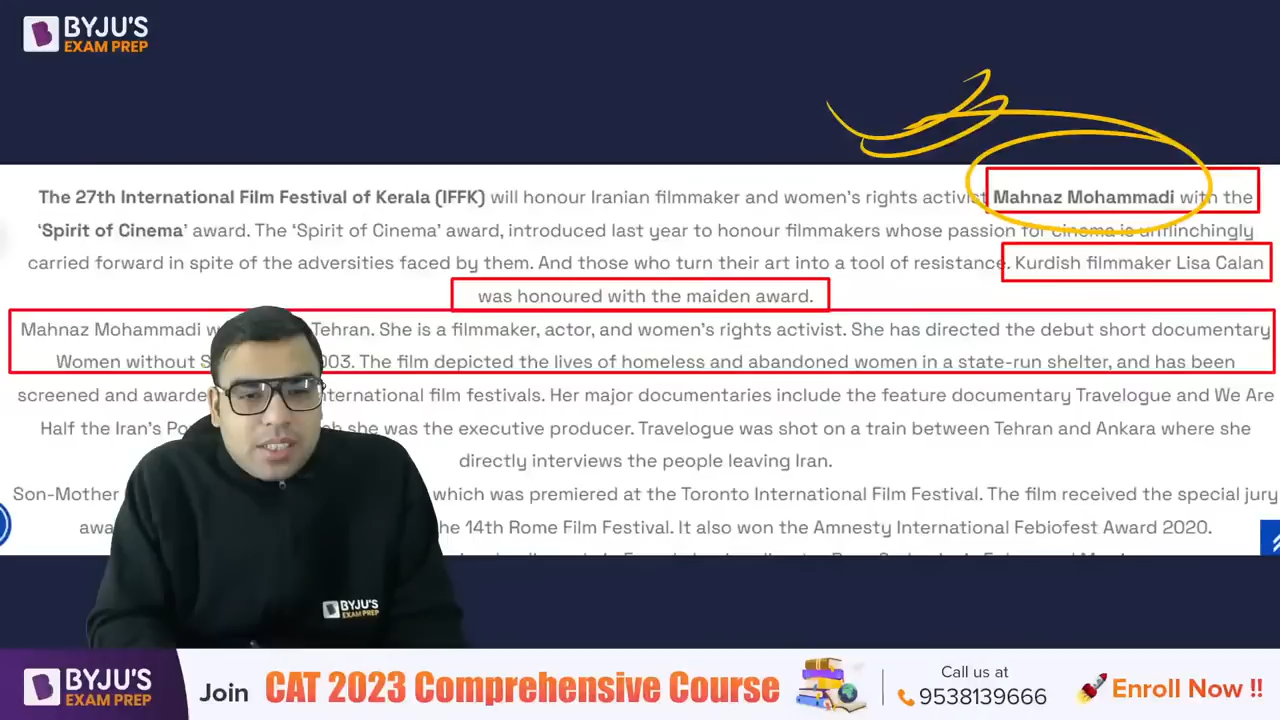 BYJU'S
EXAM PREP
The 27th International Film Festival of Kerala (IFFK) will honour Iranian filmmaker and women's rights activist Mahnaz Mohammadi with the
'Spirit of Cinema' award. The 'Spirit of Cinema' award, introduced last year to honour filmmakers whose passion for cinema is unflinchingly
carried forward in spite of the adversities faced by them. And those who turn their art into a tool of resistance. Kurdish filmmaker Lisa Calan
was honoured with the maiden award.
Mahnaz Mohammadi Tehran. She is a filmmaker, actor, and women's rights activist. She has directed the debut short documentary
Women without 003. The film depicted the lives of homeless and abandoned women in a state-run shelter, and has been
screened and international film festivals. Her major documentaries include the feature documentary Travelogue and We Are
Half the Iran's she was the executive producer. Travelogue was shot on a train between Tehran and Ankara where she
directly interviews the people leaving Iran.
Son-Mother which was premiered at the Toronto International Film Festival. The film received the special jury
the 14th Rome Film Festival. It also won the Amnesty International Febiofest Award 2020.
BYJU'S
EXAM PREP
BYJU'S
EXAM PREP
Join CAT 2023 Comprehensive Course
Call us at
9538139666
Enroll Now !!